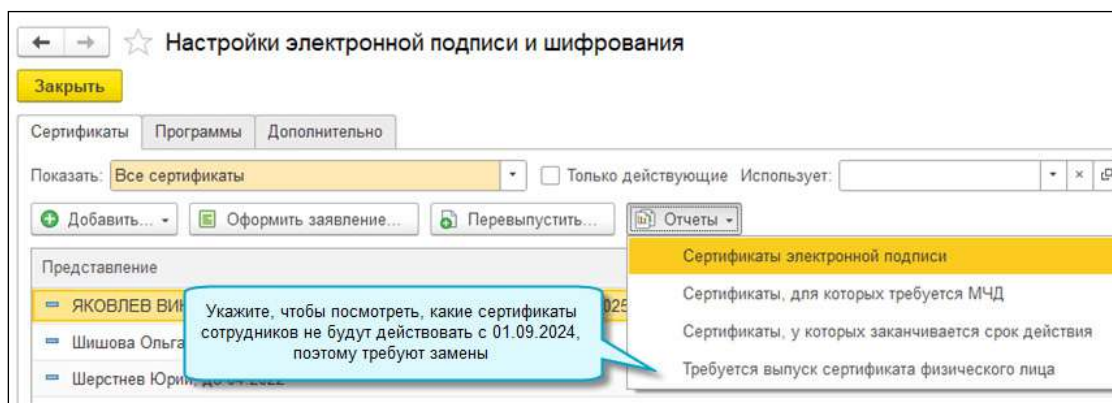 Настройки электронной подписи и шифрования
Закрыть
Сертификаты Программы Дополнительно
Показать: Все сертификаты Только действующие Использует:
Добавить... Оформить заявление... Перевыпустить... Отчеты
Представление
ЯКОВЛЕВ
Шишова Ольга
Шерстнев Юрий, до 04.2022
Укажите, чтобы посмотреть, какие сертификаты
сотрудников не будут действовать с 01.09.2024,
поэтому требуют замены
Сертификаты электронной подписи
Сертификаты, для которых требуется МЧД
Сертификаты, у которых заканчивается срок действия
Требуется выпуск сертификата физического лица